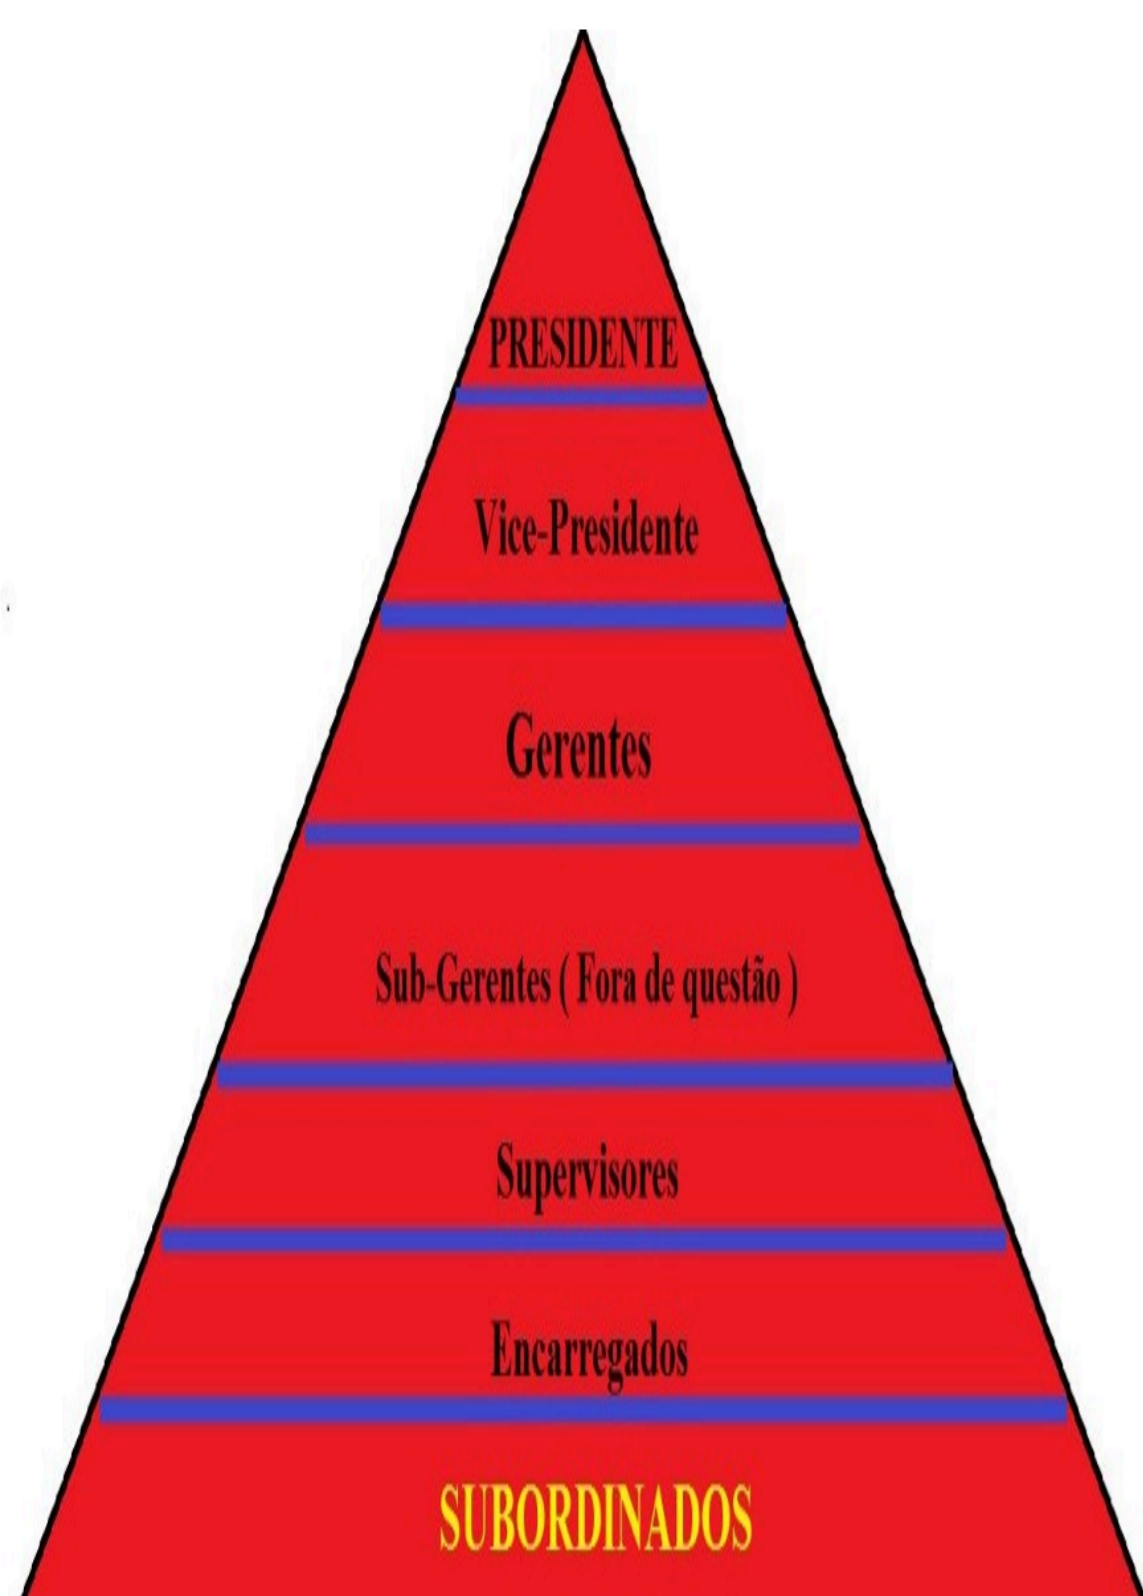 PRESIDENTE
Vice-Presidente
Gerentes
Sub-Gerentes ( Fora de questão )
Supervisores
Encarregados
SUBORDINADOS